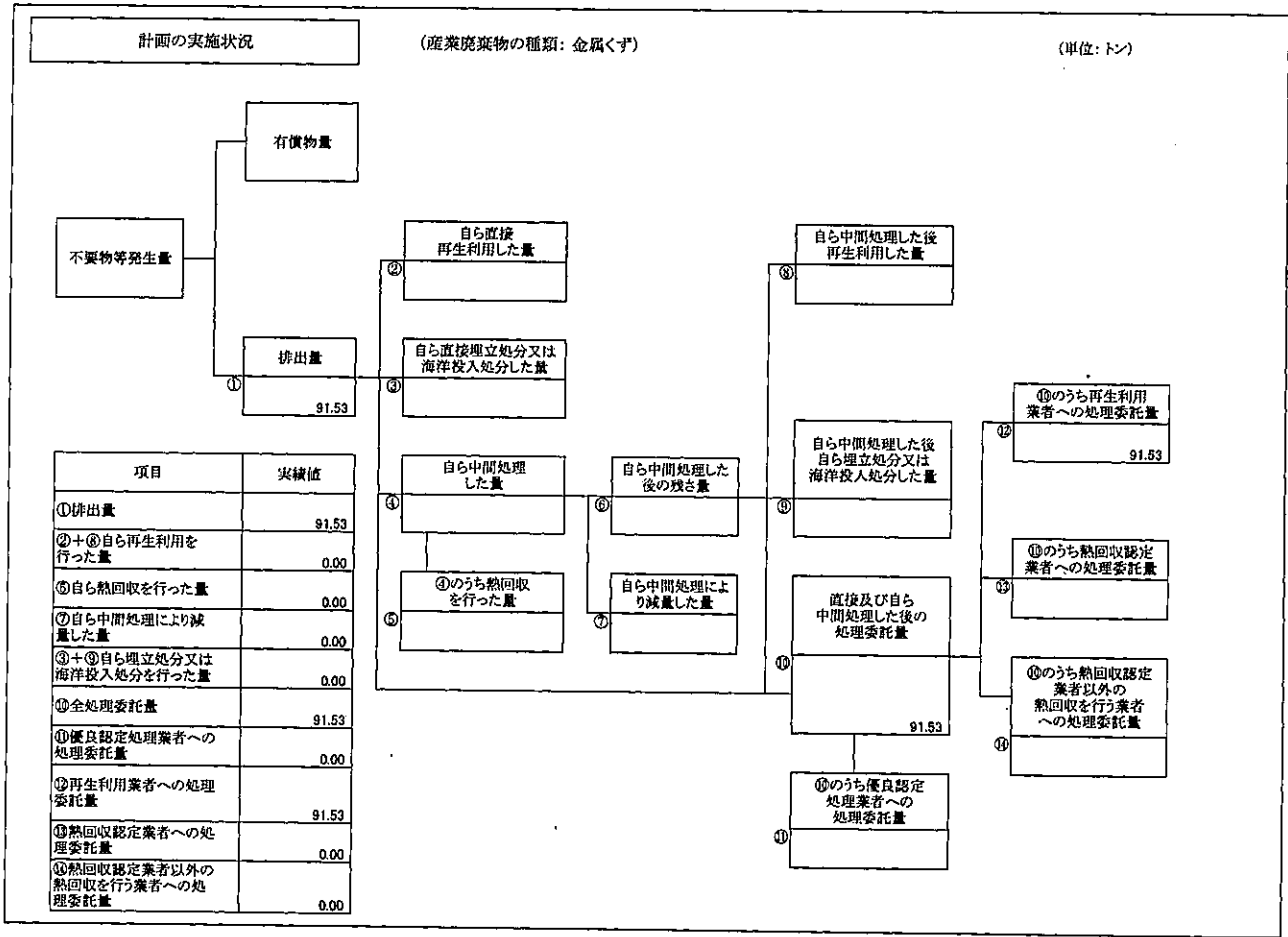 計画の実施状況
(産業廃棄物の種類: 金属くず)
(単位: トン)
有償物量
不要物等発生量
自ら直接
再生利用した量
②
自ら中間処理した後
再生利用した量
⑧
排出量
①
91.53
自ら直接埋立処分又は
海洋投入処分した量
③
⑩のうち再生利用
業者への処理委託量
⑫
91.53
自ら中間処理
した量
④
自ら中間処理した
後の残さ量
⑥
自ら中間処理した後
自ら埋立処分又は
海洋投入処分した量
⑨
⑩のうち熱回収認定
業者への処理委託量
⑬
④のうち熱回収
を行った量
⑤
自ら中間処理によ
り減量した量
⑦
直接及び自ら
中間処理した後の
処理委託量
⑩
91.53
⑩のうち熱回収認定
業者以外の
熱回収を行う業者
への処理委託量
⑭
⑩のうち優良認定
処理業者への
処理委託量
⑪
項目 実績値
①排出量
91.53
②+⑧自ら再生利用を
行った量 0.00
⑤自ら熱回収を行った量
0.00
⑦自ら中間処理により減
量した量 0.00
③+⑨自ら埋立処分又は
海洋投入処分を行った量 0.00
⑩全処理委託量
91.53
⑪優良認定処理業者への
処理委託量 0.00
⑫再生利用業者への処理
委託量
91.53
⑬熱回収認定業者への処
理委託量 0.00
⑭熱回収認定業者以外の
熱回収を行う業者への処
理委託量 0.00